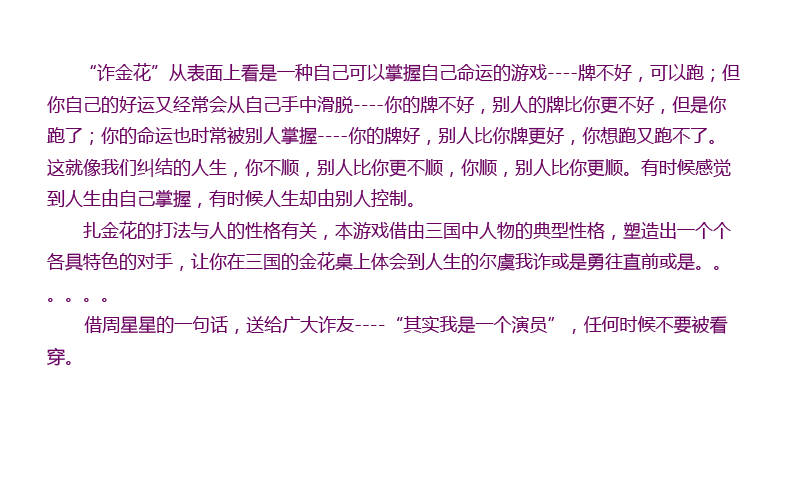 “诈金花”从表面上看是一种自己可以掌握自己命运的游戏----牌不好，可以跑；但
你自己的好运又经常会从自己手中滑脱----你的牌不好，别人的牌比你更不好，但是你
跑了；你的命运也时常被别人掌握----你的牌好，别人比你牌更好，你想跑又跑不了。
这就像我们纠结的人生，你不顺，别人比你更不顺，你顺，别人比你更顺。有时候感觉
到人生由自己掌握，有时候人生却由别人控制。
扎金花的打法与人的性格有关，本游戏借由三国中人物的典型性格，塑造出一个个
各具特色的对手，让你在三国的金花桌上体会到人生的尔虞我诈或是勇往直前或是。。
。。。。
借周星星的一句话，送给广大诈友----“其实我是一个演员”，任何时候不要被看
穿。